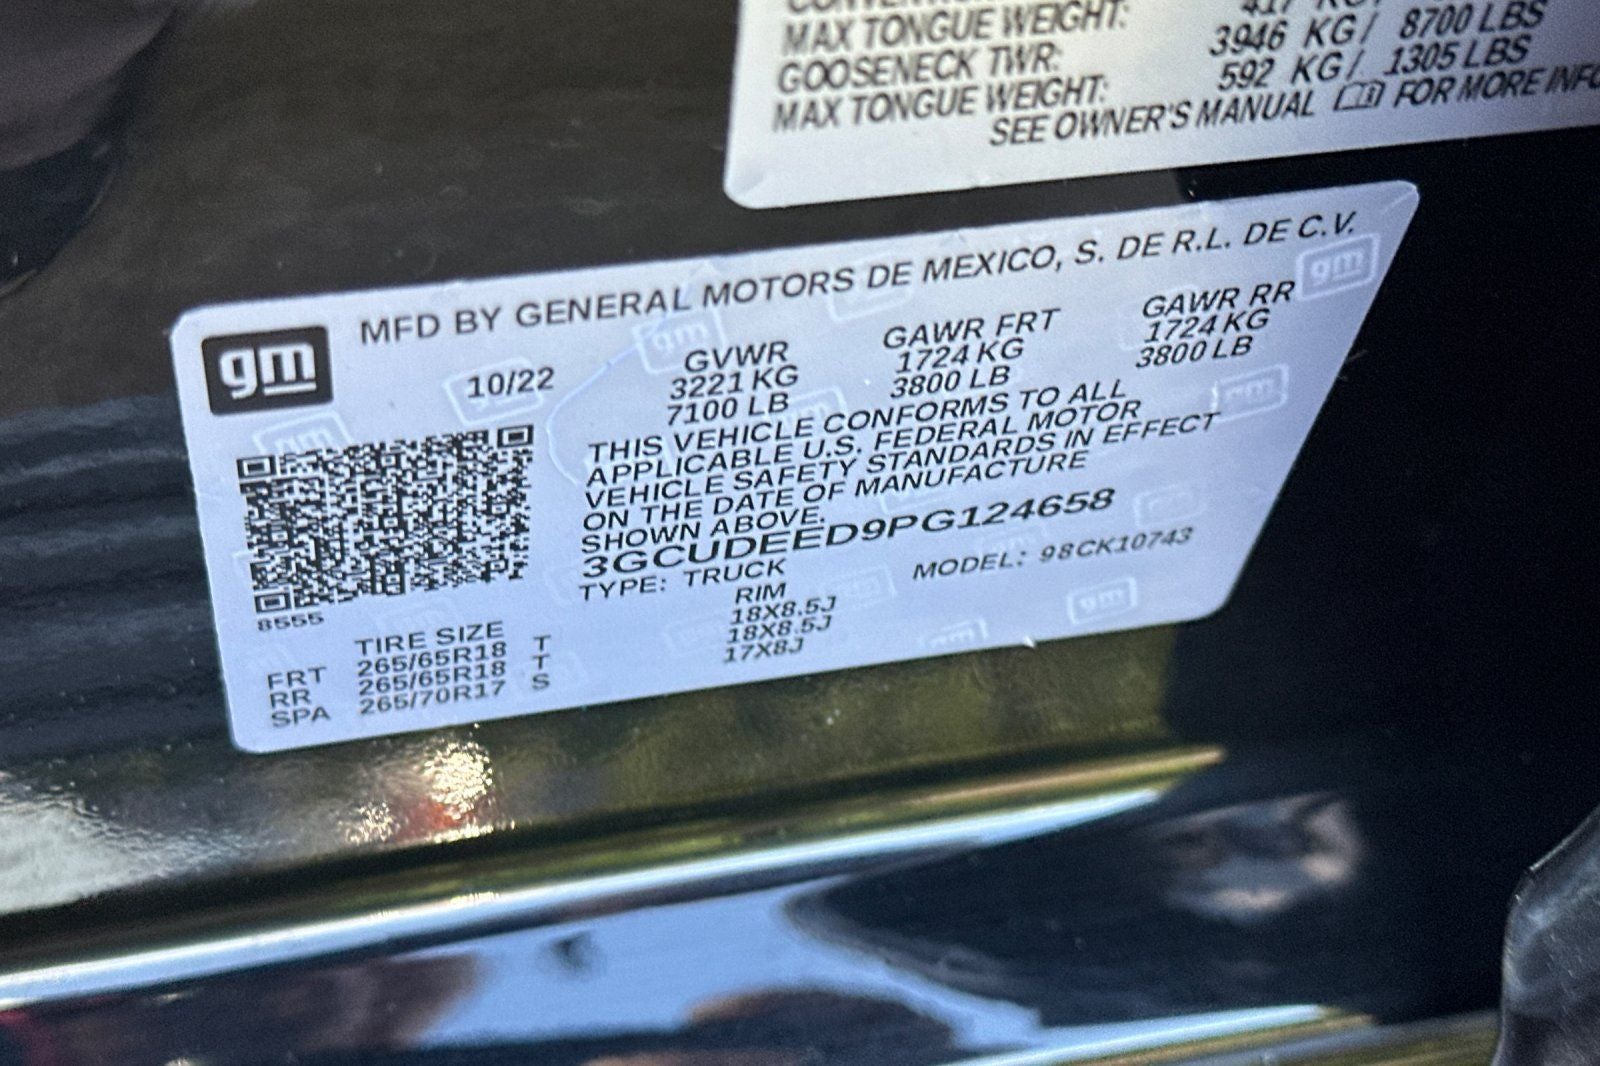 MAX TONGUE WEIGHT: 417 KG/
GOOSENECK TWR: 3946 KG/ 8700 LBS
MAX TONGUE WEIGHT: 592 KG/ 1305 LBS
SEE OWNER'S MANUAL FOR MORE INFO
MFD BY GENERAL MOTORS DE MEXICO, S. DE R.L. DE C.V.
gm
10/22
GVWR GAWR FRT GAWR RR
3221 KG 1724 KG 1724 KG
7100 LB 3800 LB 3800 LB
THIS VEHICLE CONFORMS TO ALL
APPLICABLE U.S. FEDERAL MOTOR
VEHICLE SAFETY STANDARDS IN EFFECT
ON THE DATE OF MANUFACTURE
SHOWN ABOVE.
3GCUDEED9PG124658
TYPE: TRUCK MODEL: 98CK10743
8555
TIRE SIZE RIM
FRT 265/65R18 T 18X8.5J
RR 265/65R18 T 18X8.5J
SPA 265/70R17 S 17X8J